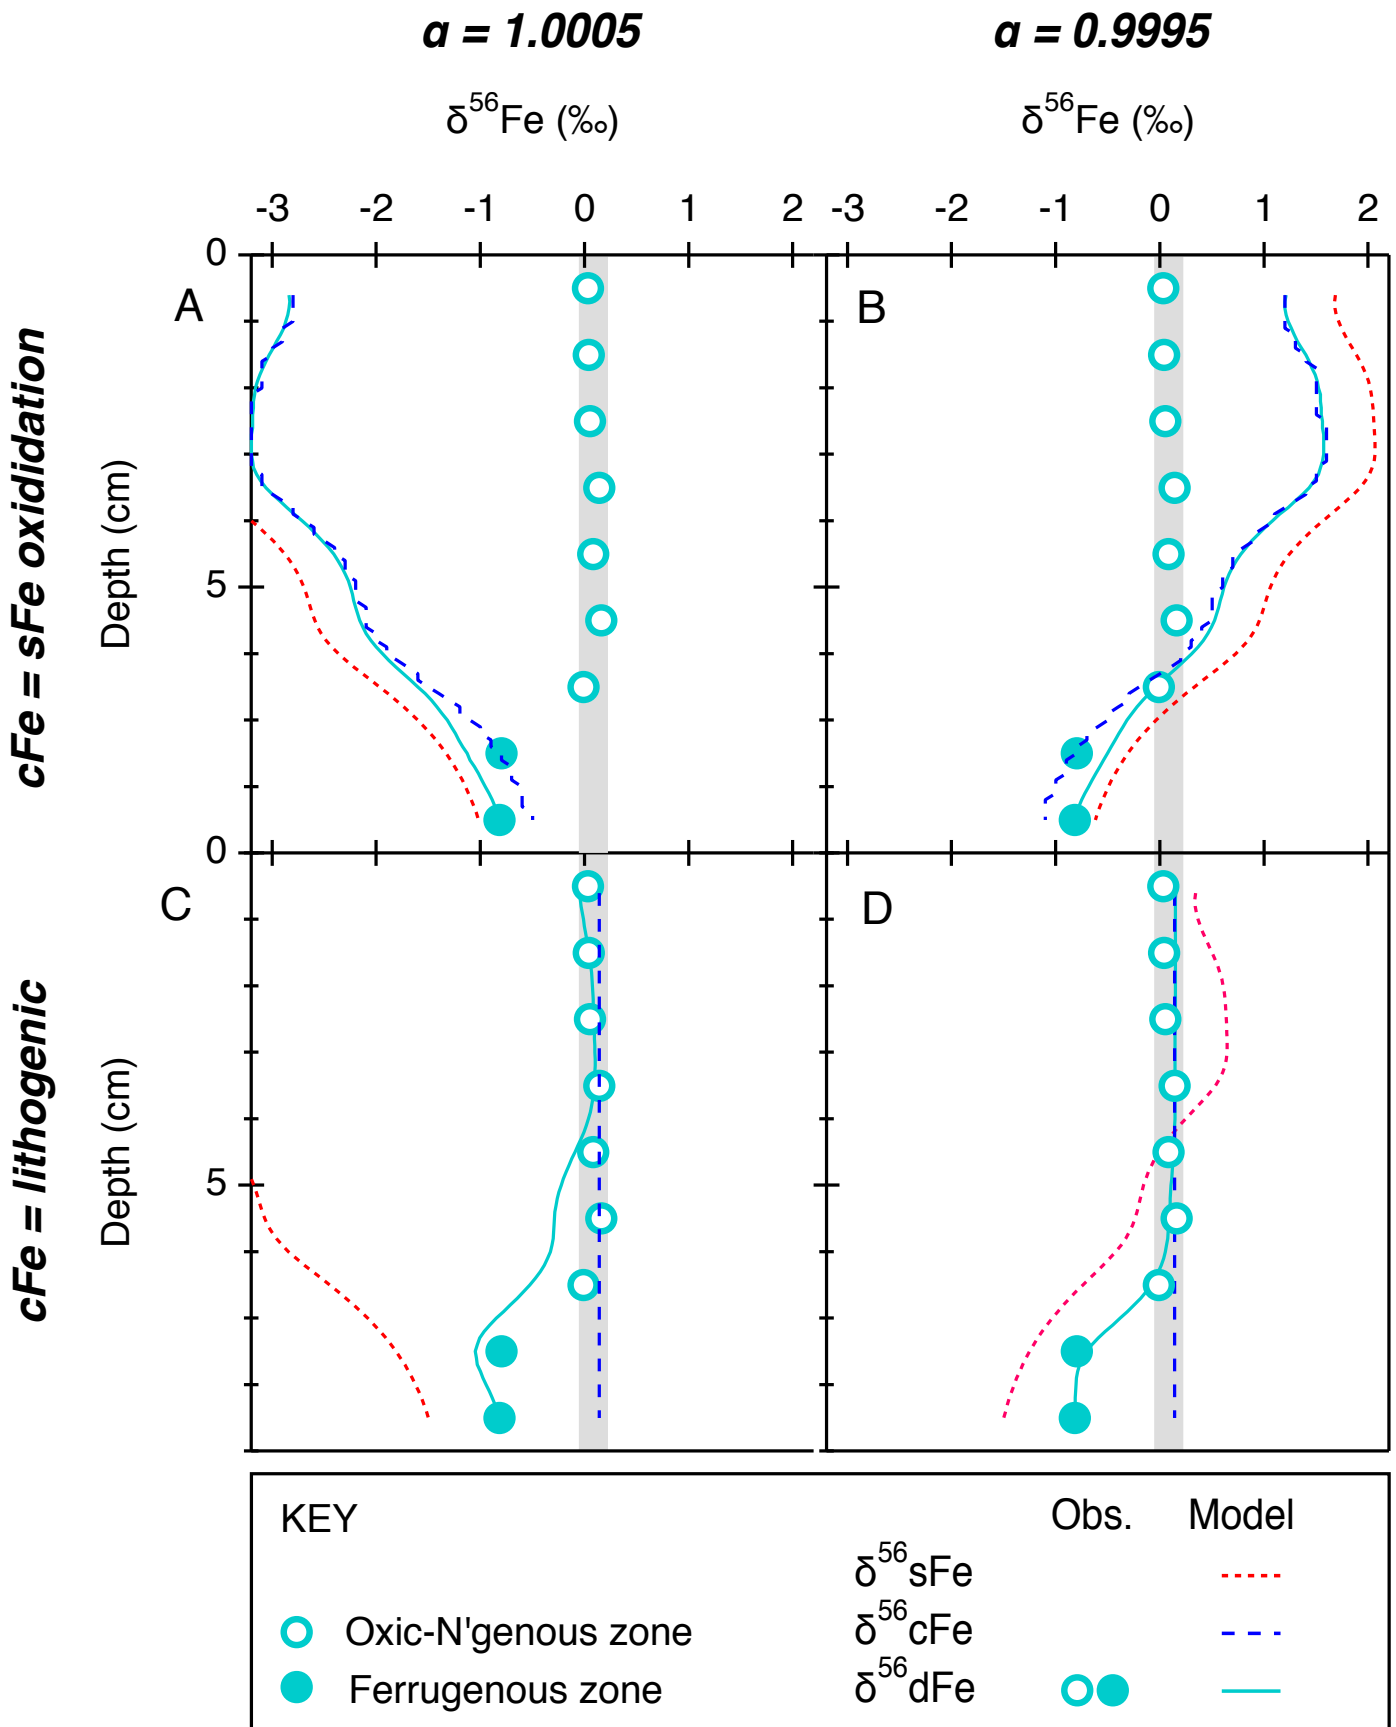 α = 1.0005 α = 0.9995
δ56Fe (‰) δ56Fe (‰)
-3 -2 -1 0 1 2 -3 -2 -1 0 1 2
0
A B
cFe = sFe oxididation
Depth (cm)
5
0
C D
cFe = lithogenic
Depth (cm)
5
KEY Obs. Model
δ56sFe
Oxic-N'genous zone δ56cFe
Ferrugenous zone δ56dFe